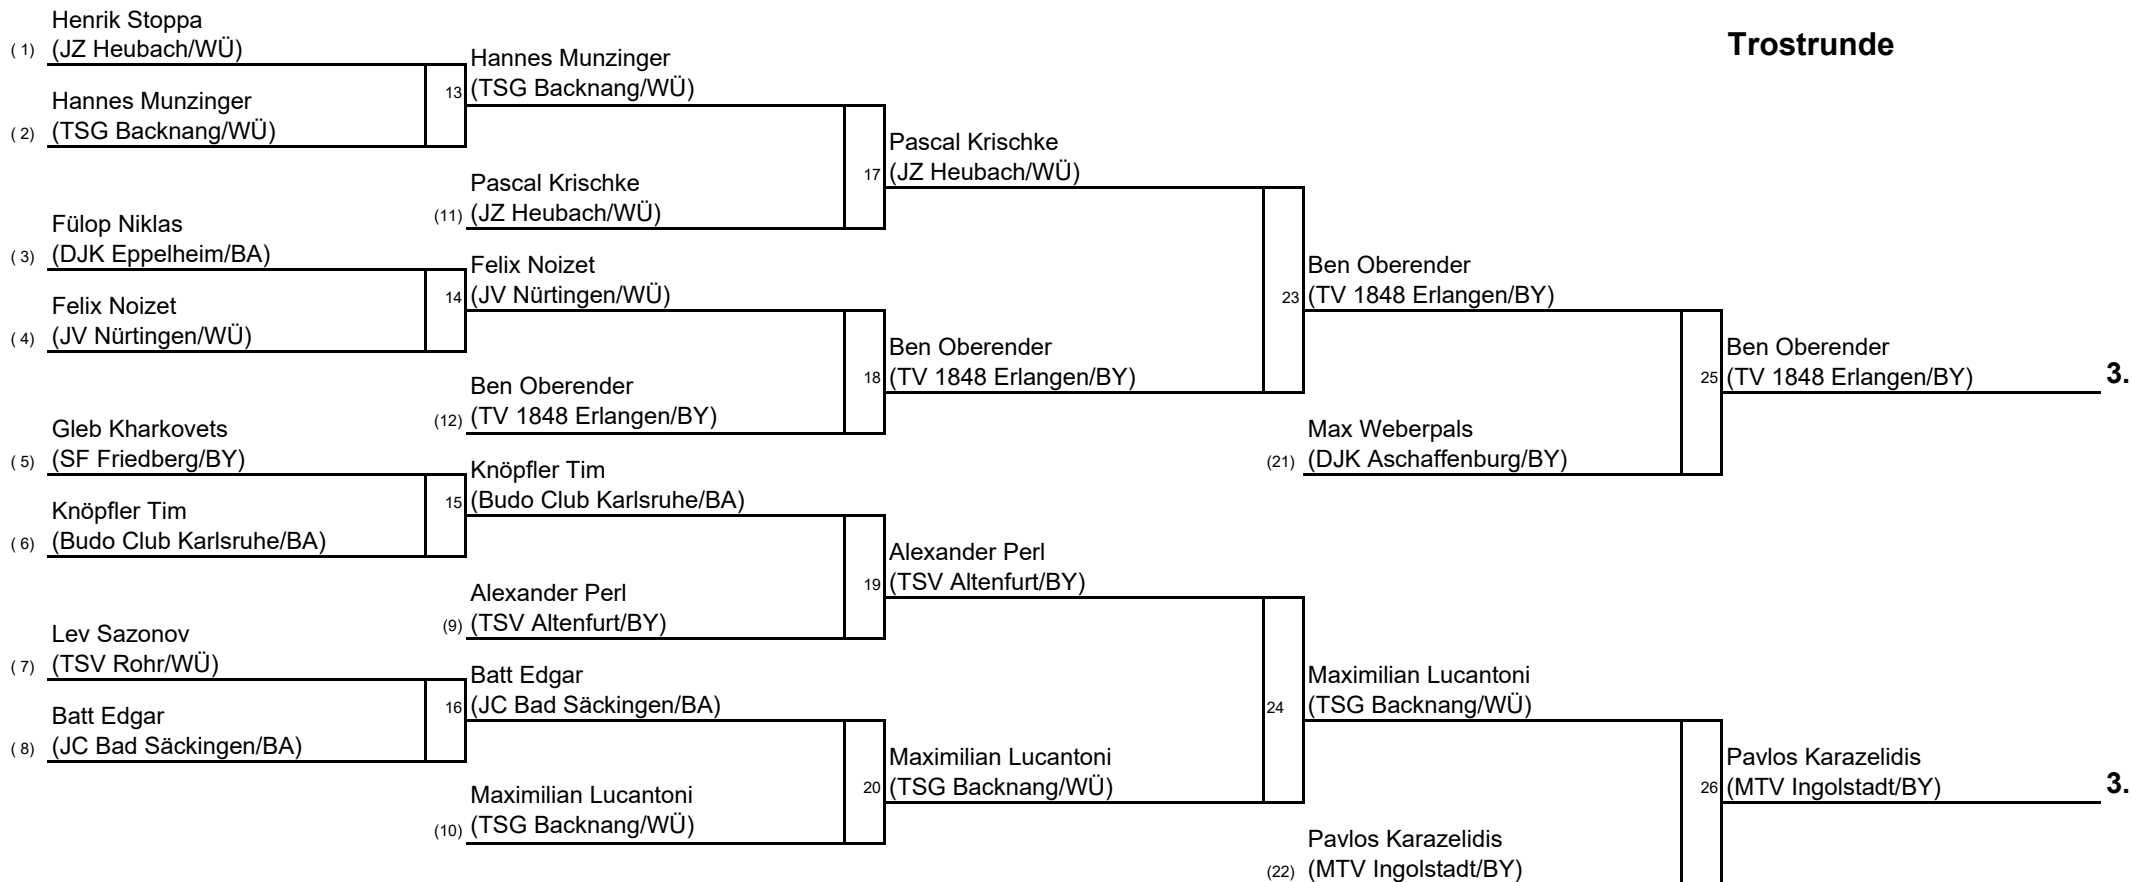 Trostrunde
Henrik Stoppa
( 1) (JZ Heubach/WÜ)
Hannes Munzinger
( 2) (TSG Backnang/WÜ)
Fülop Niklas
( 3) (DJK Eppelheim/BA)
Felix Noizet
( 4) (JV Nürtingen/WÜ)
Gleb Kharkovets
( 5) (SF Friedberg/BY)
Knöpfler Tim
( 6) (Budo Club Karlsruhe/BA)
Lev Sazonov
( 7) (TSV Rohr/WÜ)
Batt Edgar
( 8) (JC Bad Säckingen/BA)
Hannes Munzinger
13 (TSG Backnang/WÜ)
Pascal Krischke
(11) (JZ Heubach/WÜ)
Felix Noizet
14 (JV Nürtingen/WÜ)
Ben Oberender
(12) (TV 1848 Erlangen/BY)
Knöpfler Tim
15 (Budo Club Karlsruhe/BA)
Alexander Perl
(9) (TSV Altenfurt/BY)
Batt Edgar
16 (JC Bad Säckingen/BA)
Maximilian Lucantoni
(10) (TSG Backnang/WÜ)
Pascal Krischke
17 (JZ Heubach/WÜ)
Ben Oberender
18 (TV 1848 Erlangen/BY)
Alexander Perl
19 (TSV Altenfurt/BY)
Maximilian Lucantoni
20 (TSG Backnang/WÜ)
Ben Oberender
23 (TV 1848 Erlangen/BY)
Max Weberpals
(21) (DJK Aschaffenburg/BY)
Maximilian Lucantoni
24 (TSG Backnang/WÜ)
Pavlos Karazelidis
(22) (MTV Ingolstadt/BY)
Ben Oberender
25 (TV 1848 Erlangen/BY) 3.
Pavlos Karazelidis
26 (MTV Ingolstadt/BY) 3.